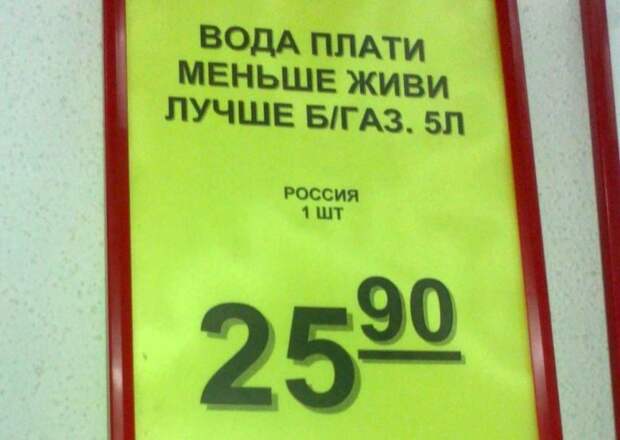 ВОДА ПЛАТИ
МЕНЬШЕ ЖИВИ
ЛУЧШЕ Б/ГАЗ. 5Л
РОССИЯ
1 ШТ
25 90